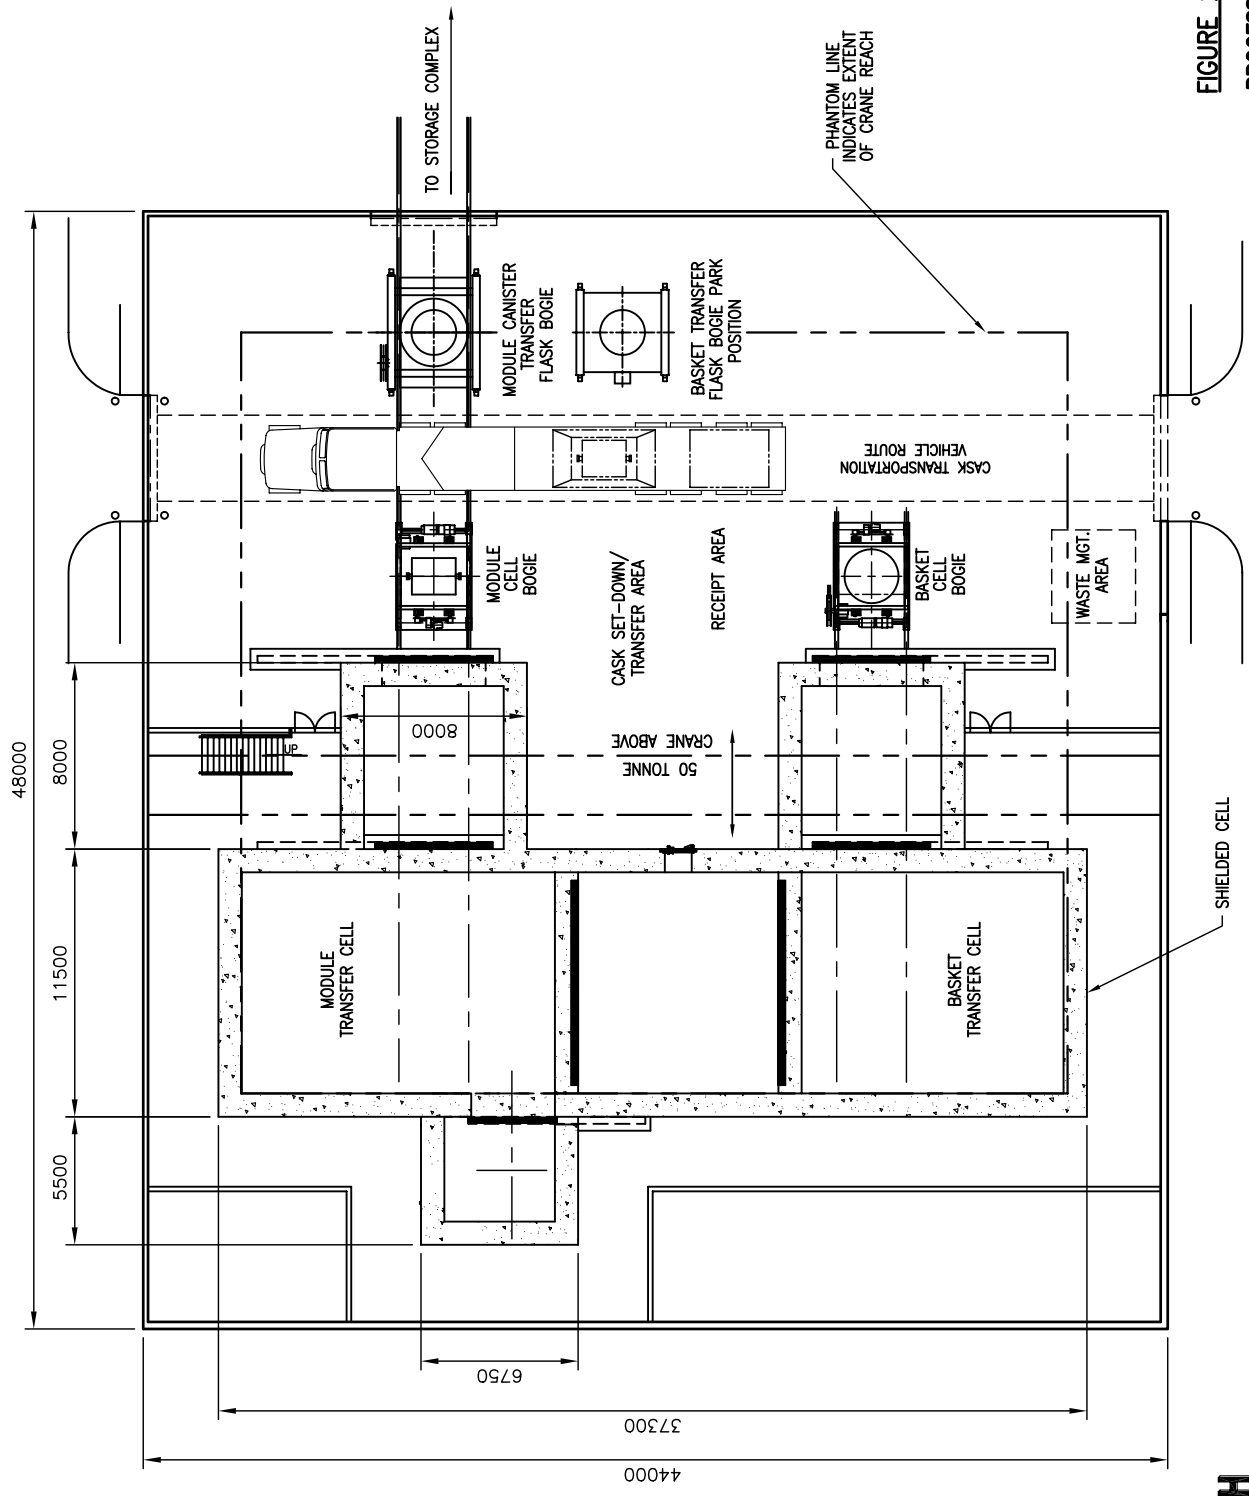 48000
5500
11500
8000
TO STORAGE COMPLEX
PHANTOM LINE
INDICATES EXTENT
OF CRANE REACH
FIGURE
MODULE CANISTER
TRANSFER
FLASK BOGIE
BASKET TRANSFER
FLASK BOGIE PARK
POSITION
CASK TRANSPORTATION
VEHICLE ROUTE
MODULE
CELL
BOGIE
CASK SET-DOWN/
TRANSFER AREA
RECEIPT AREA
BASKET
CELL
BOGIE
WASTE MGT.
AREA
UP
8000
50 TONNE
CRANE ABOVE
MODULE
TRANSFER CELL
BASKET
TRANSFER CELL
SHIELDED CELL
6750
37300
44000